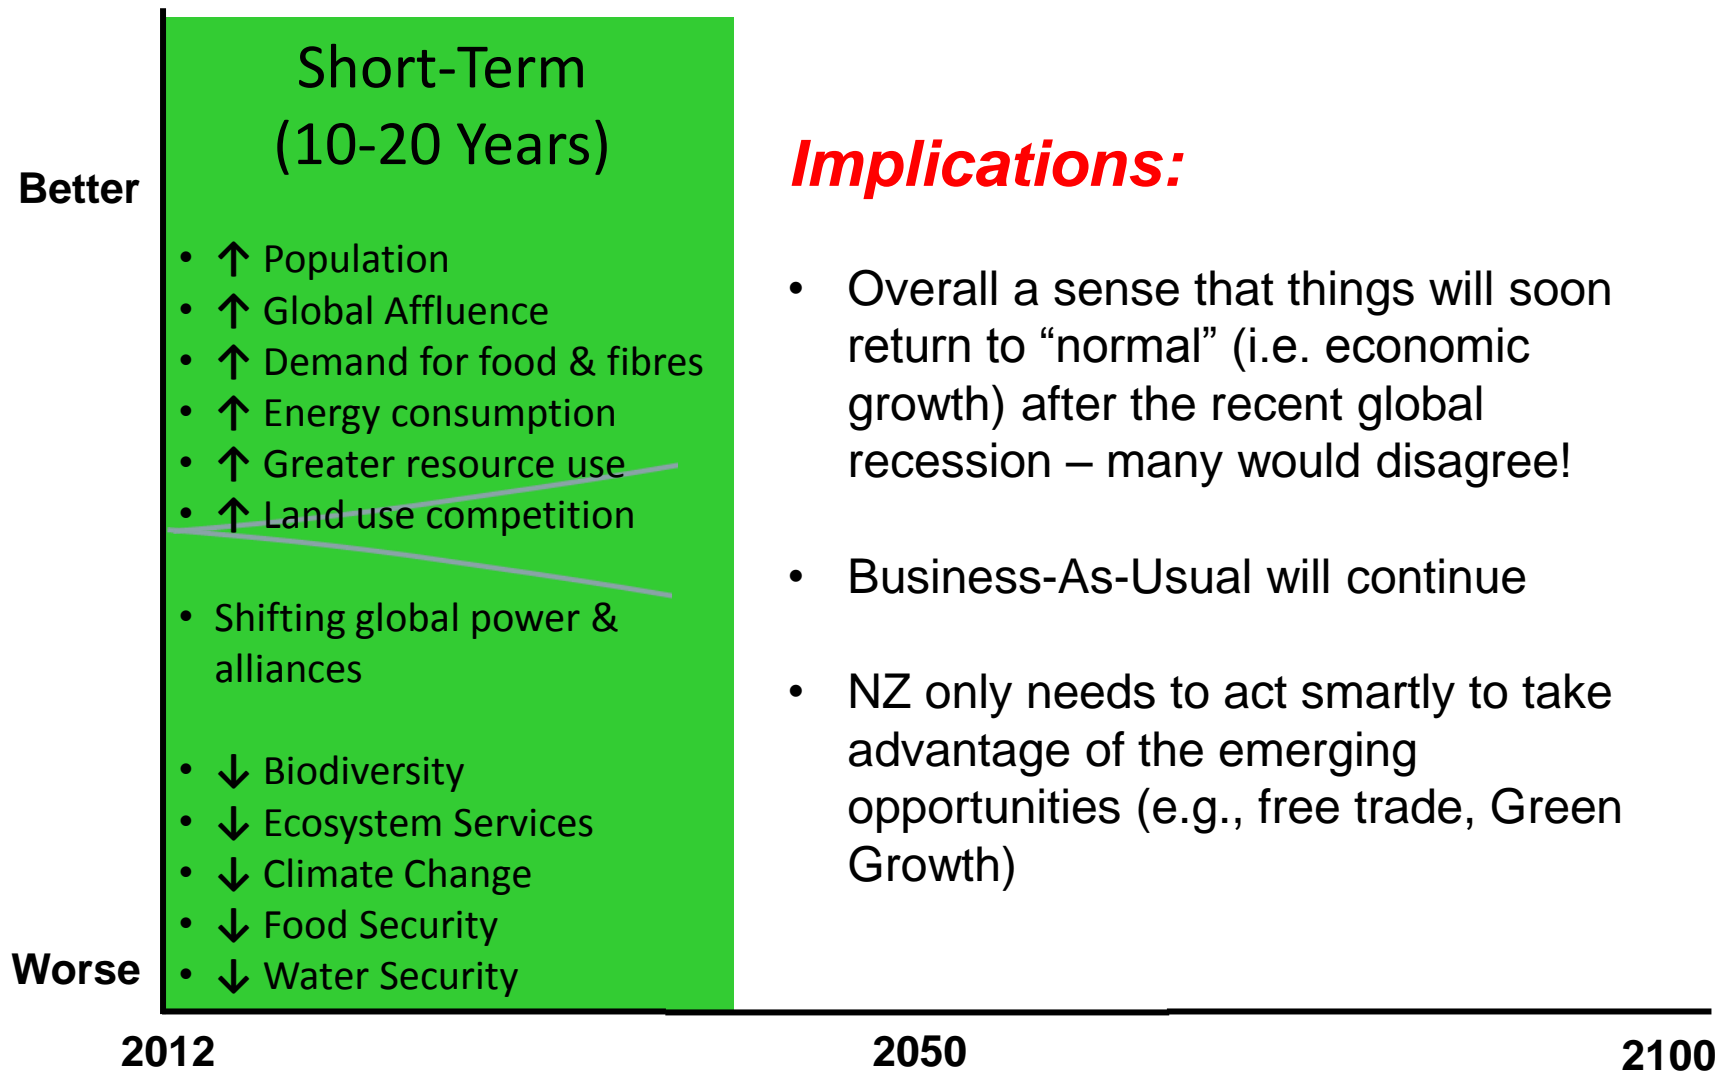 Short-Term
(10-20 Years)
Better
• ↑ Population
• ↑ Global Affluence
• ↑ Demand for food & fibres
• ↑ Energy consumption
• ↑ Greater resource use
• ↑ Land use competition
• Shifting global power &
alliances
• ↓ Biodiversity
• ↓ Ecosystem Services
• ↓ Climate Change
• ↓ Food Security
• ↓ Water Security
Worse
Implications:
• Overall a sense that things will soon
return to “normal” (i.e. economic
growth) after the recent global
recession – many would disagree!
• Business-As-Usual will continue
• NZ only needs to act smartly to take
advantage of the emerging
opportunities (e.g., free trade, Green
Growth)
2012
2050
2100